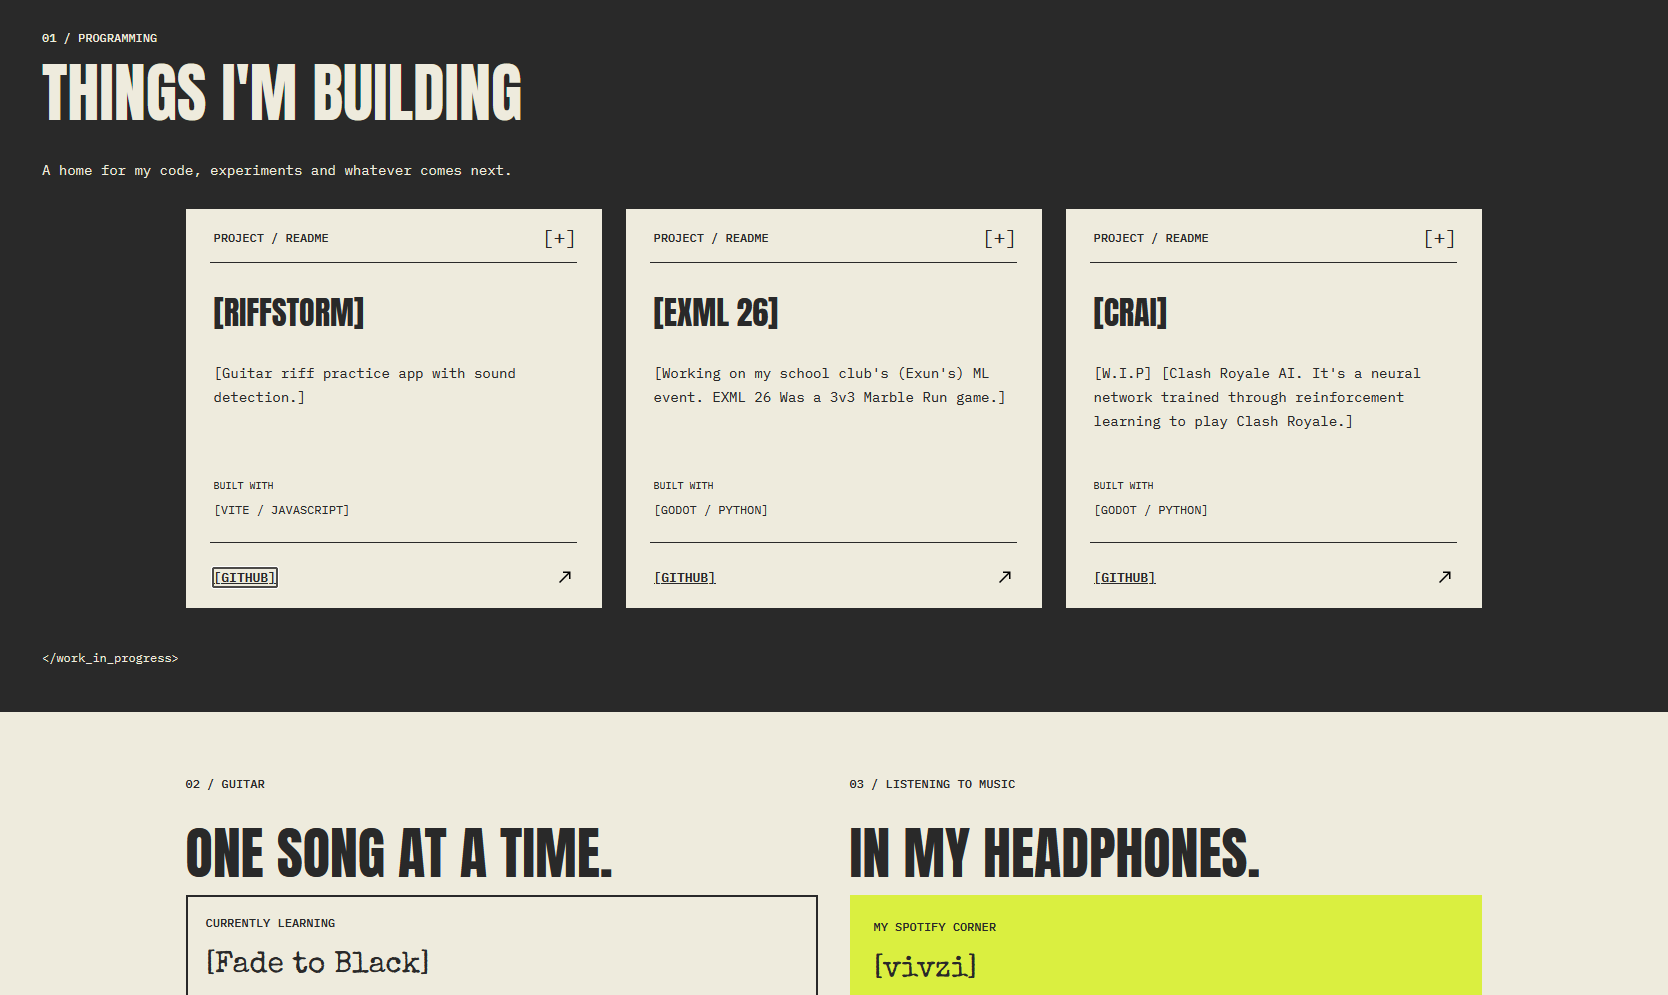 01 / PROGRAMMING
THINGS I'M BUILDING
A home for my code, experiments and whatever comes next.
PROJECT / README [+]
[RIFFSTORM]
[Guitar riff practice app with sound
detection.]
BUILT WITH
[VITE / JAVASCRIPT]
[GITHUB]
PROJECT / README [+]
[EXML 26]
[Working on my school club's (Exun's) ML
event. EXML 26 Was a 3v3 Marble Run game.]
BUILT WITH
[GODOT / PYTHON]
[GITHUB]
PROJECT / README [+]
[CRAI]
[W.I.P] [Clash Royale AI. It's a neural
network trained through reinforcement
learning to play Clash Royale.]
BUILT WITH
[GODOT / PYTHON]
[GITHUB]
</work_in_progress>
02 / GUITAR
ONE SONG AT A TIME.
CURRENTLY LEARNING
[Fade to Black]
03 / LISTENING TO MUSIC
IN MY HEADPHONES.
MY SPOTIFY CORNER
[vivzi]